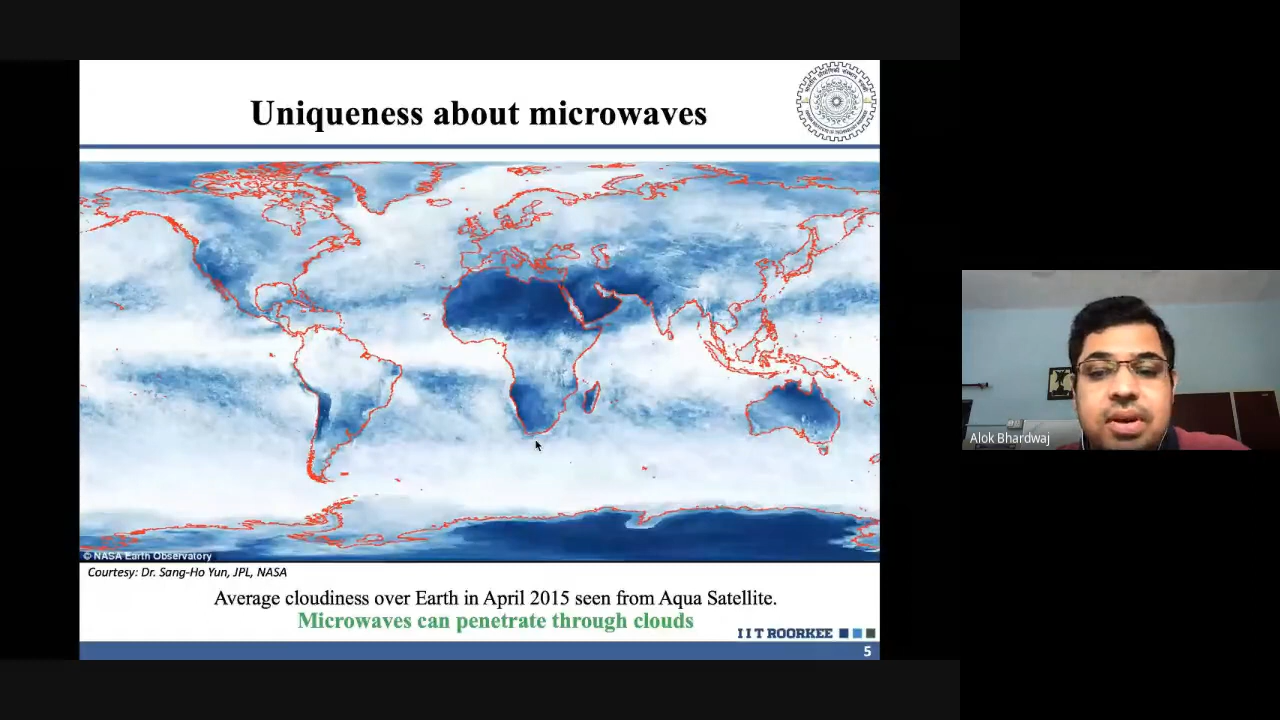 Uniqueness about microwaves
© NASA Earth Observatory
Courtesy: Dr. Sang-Ho Yun, JPL, NASA
Average cloudiness over Earth in April 2015 seen from Aqua Satellite.
Microwaves can penetrate through clouds
I I T ROORKEE
5
Alok Bhardwaj